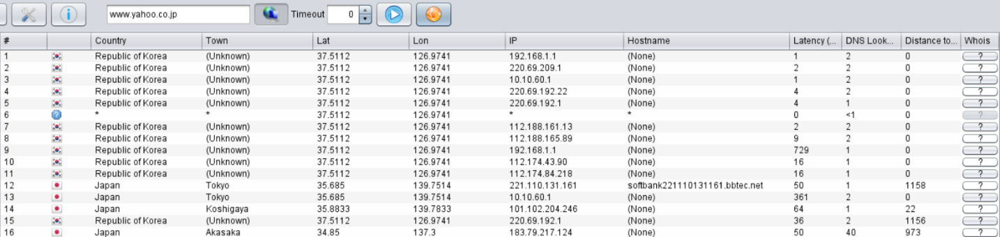 www.yahoo.co.jp Timeout 0
# Country Town Lat Lon IP Hostname Latency (... DNS Look... Distance to... Whois
1 Republic of Korea (Unknown) 37.5112 126.9741 192.168.1.1 (None) 1 2 0 ?
2 Republic of Korea (Unknown) 37.5112 126.9741 220.69.209.1 (None) 2 2 0 ?
3 Republic of Korea (Unknown) 37.5112 126.9741 10.10.60.1 (None) 1 2 0 ?
4 Republic of Korea (Unknown) 37.5112 126.9741 220.69.192.22 (None) 4 2 0 ?
5 Republic of Korea (Unknown) 37.5112 126.9741 220.69.192.1 (None) 4 1 0 ?
6 ? * * 37.5112 126.9741 * * 0 <1 0 ?
7 Republic of Korea (Unknown) 37.5112 126.9741 112.188.161.13 (None) 2 2 0 ?
8 Republic of Korea (Unknown) 37.5112 126.9741 112.188.165.89 (None) 9 2 0 ?
9 Republic of Korea (Unknown) 37.5112 126.9741 192.168.1.1 (None) 729 1 0 ?
10 Republic of Korea (Unknown) 37.5112 126.9741 112.174.43.90 (None) 16 1 0 ?
11 Republic of Korea (Unknown) 37.5112 126.9741 112.174.84.218 (None) 16 1 0 ?
12 Japan Tokyo 35.685 139.7514 221.110.131.161 softbank221110131161.bbtec.net 50 1 1158 ?
13 Japan Tokyo 35.685 139.7514 10.10.60.1 (None) 361 2 0 ?
14 Japan Koshigaya 35.8833 139.7833 101.102.204.246 (None) 64 1 22 ?
15 Republic of Korea (Unknown) 37.5112 126.9741 220.69.192.1 (None) 36 2 1156 ?
16 Japan Akasaka 34.85 137.3 183.79.217.124 (None) 50 40 973 ?